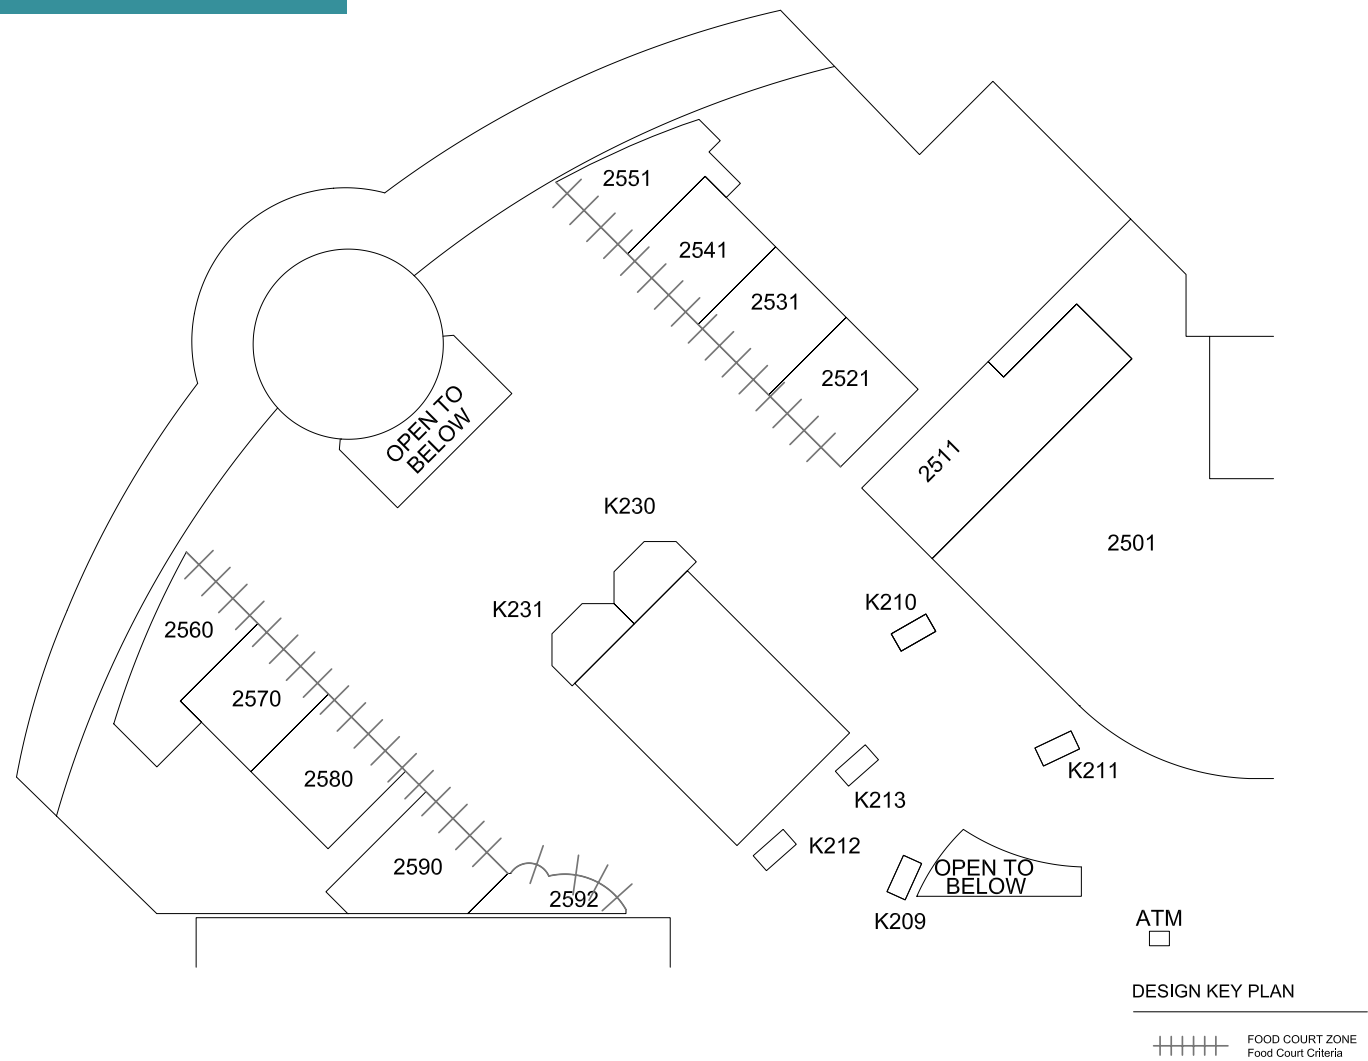 2551
2541
2531
2521
OPEN TO
BELOW
2511
K230
2501
K231
K210
2560
2570
K211
2580
K213
K212
2590
OPEN TO
BELOW
2592
K209
ATM
DESIGN KEY PLAN
FOOD COURT ZONE
Food Court Criteria